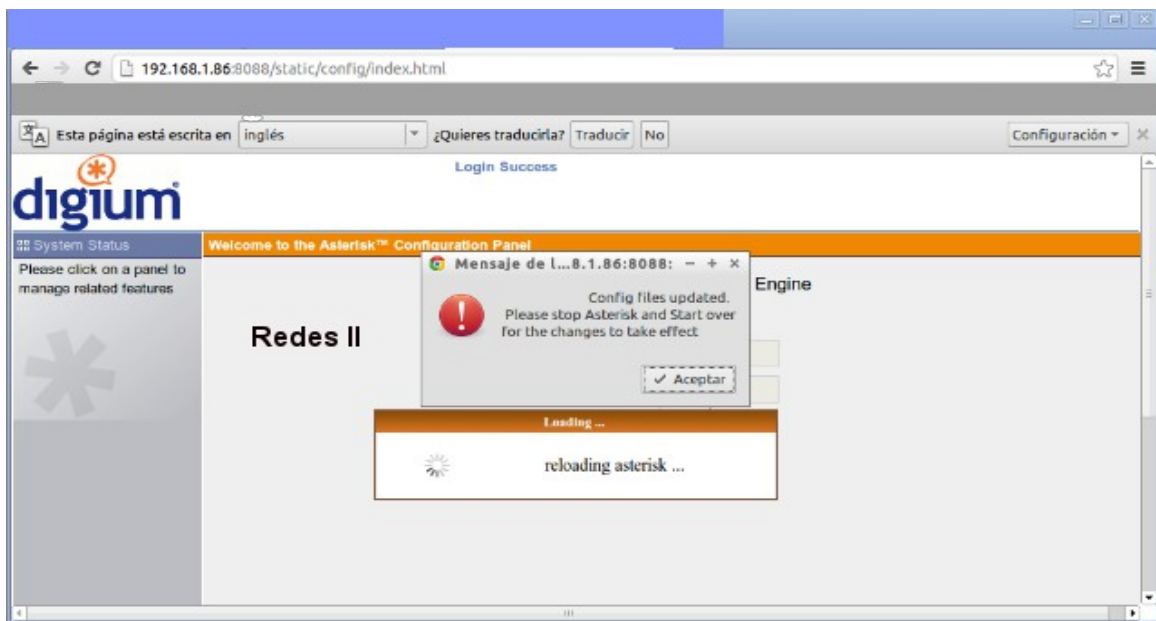 192.168.1.86:8088/static/config/index.html
Esta página está escrita en inglés ¿Quieres traducirla? Traducir No Configuración
digium
Login Success
System Status
Welcome to the Asterisk™ Configuration Panel
Please click on a panel to
manage related features
Mensaje de l...8.1.86:8088:
Config files updated.
Please stop Asterisk and Start over
for the changes to take effect
Aceptar
Engine
Redes II
Loading ...
reloading asterisk ...